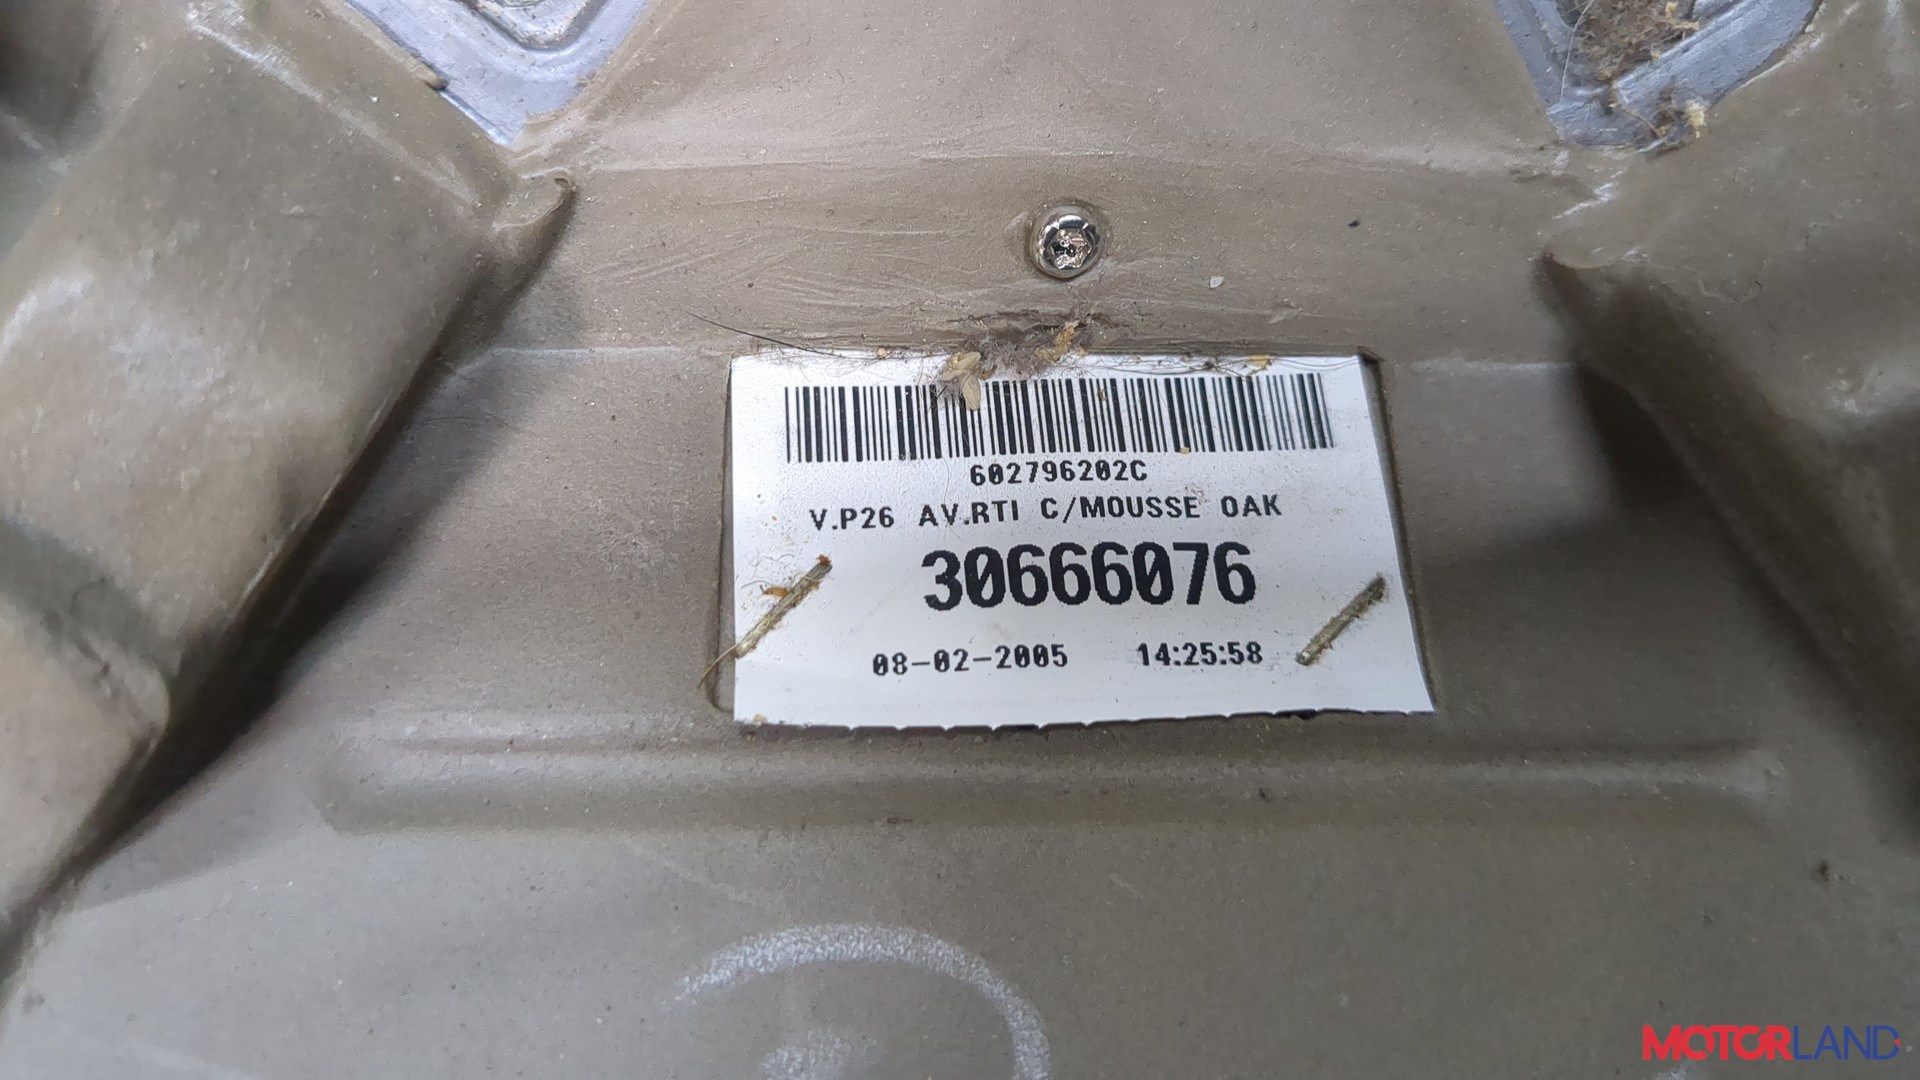 602796202C
V.P26 AV.RTI C/MOUSSE OAK
30666076
08-02-2005 14:25:58
MOTORLAND